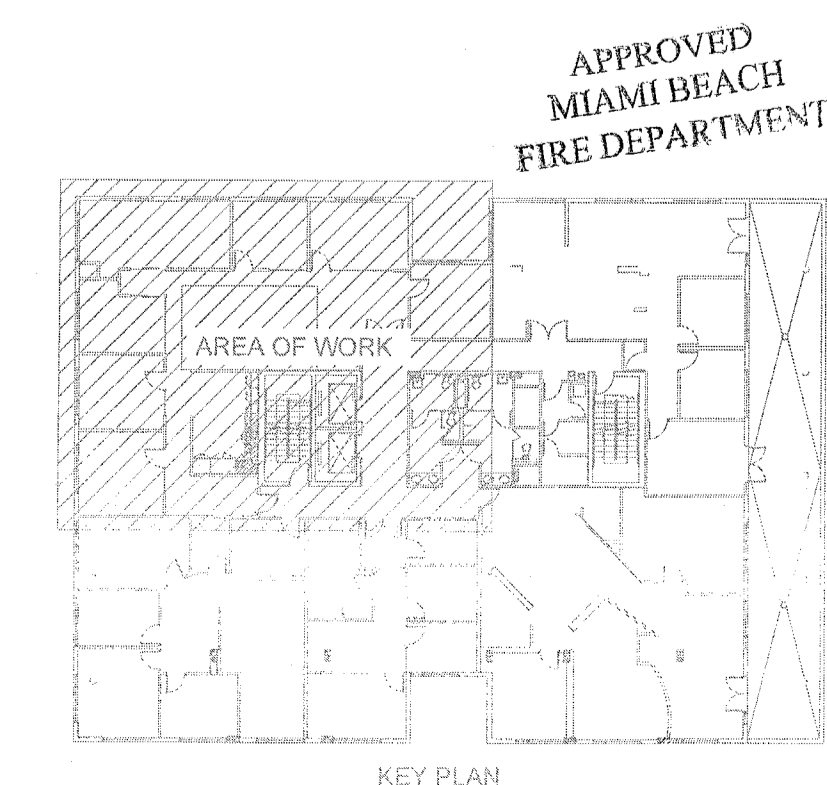 APPROVED
MIAMI BEACH
FIRE DEPARTMENT
AREA OF WORK
KEY PLAN